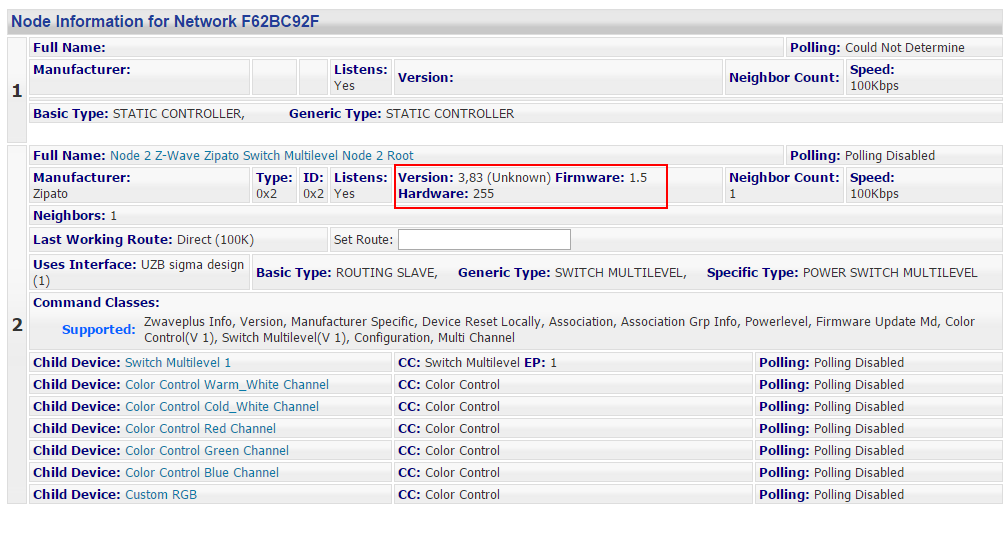 Node Information for Network F62BC92F
1
Full Name: Polling: Could Not Determine
Manufacturer: Listens: Yes Version: Neighbor Count: Speed: 100Kbps
Basic Type: STATIC CONTROLLER, Generic Type: STATIC CONTROLLER
2
Full Name: Node 2 Z-Wave Zipato Switch Multilevel Node 2 Root Polling: Polling Disabled
Manufacturer: Zipato Type: 0x2 ID: 0x2 Listens: Yes Version: 3,83 (Unknown) Firmware: 1.5 Hardware: 255 Neighbor Count: 1 Speed: 100Kbps
Neighbors: 1
Last Working Route: Direct (100K) Set Route:
Uses Interface: UZB sigma design (1) Basic Type: ROUTING SLAVE, Generic Type: SWITCH MULTILEVEL, Specific Type: POWER SWITCH MULTILEVEL
Command Classes:
Supported: Zwaveplus Info, Version, Manufacturer Specific, Device Reset Locally, Association, Association Grp Info, Powerlevel, Firmware Update Md, Color
Control(V 1), Switch Multilevel(V 1), Configuration, Multi Channel
Child Device: Switch Multilevel 1 CC: Switch Multilevel EP: 1 Polling: Polling Disabled
Child Device: Color Control Warm_White Channel CC: Color Control Polling: Polling Disabled
Child Device: Color Control Cold_White Channel CC: Color Control Polling: Polling Disabled
Child Device: Color Control Red Channel CC: Color Control Polling: Polling Disabled
Child Device: Color Control Green Channel CC: Color Control Polling: Polling Disabled
Child Device: Color Control Blue Channel CC: Color Control Polling: Polling Disabled
Child Device: Custom RGB CC: Color Control Polling: Polling Disabled